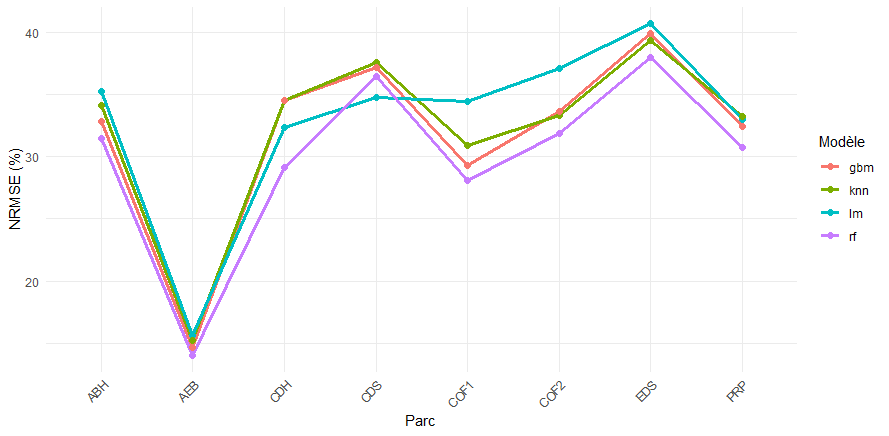 NRMSE (%)
40
30
20
ABH
AEB
CDH
CDS
COF1
COF2
EDS
PRP
Parc
Modèle
gbm
knn
lm
rf